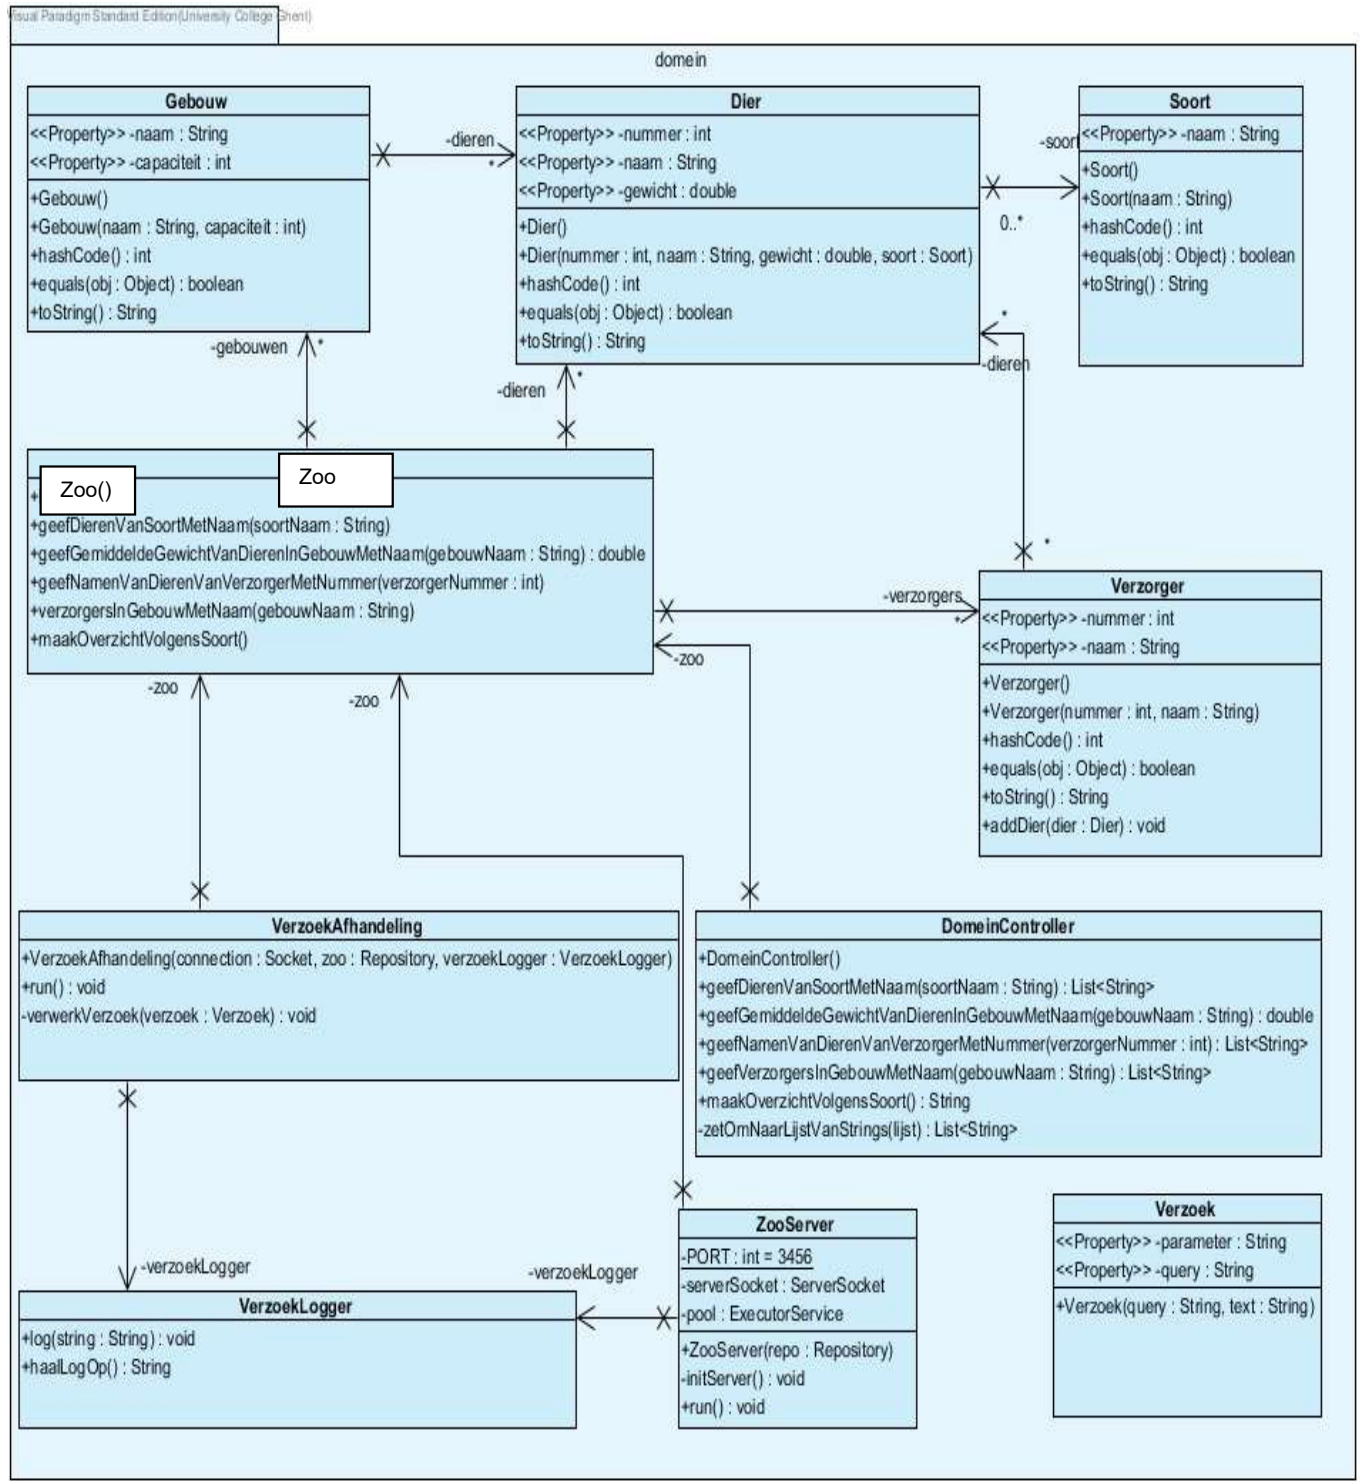 Visual Paradigm Standard Edition(University College Ghent)
domein
Gebouw
<<Property>> -naam : String
<<Property>> -capaciteit : int
+Gebouw()
+Gebouw(naam : String, capaciteit : int)
+hashCode() : int
+equals(obj : Object) : boolean
+toString() : String
-dieren
*
Dier
<<Property>> -nummer : int
<<Property>> -naam : String
<<Property>> -gewicht : double
+Dier()
+Dier(nummer : int, naam : String, gewicht : double, soort : Soort)
+hashCode() : int
+equals(obj : Object) : boolean
+toString() : String
-soort
0..*
Soort
<<Property>> -naam : String
+Soort()
+Soort(naam : String)
+hashCode() : int
+equals(obj : Object) : boolean
+toString() : String
-gebouwen
*
-dieren
*
*
-dieren
*
Zoo
+
Zoo()
+geefDierenVanSoortMetNaam(soortNaam : String)
+geefGemiddeldeGewichtVanDierenInGebouwMetNaam(gebouwNaam : String) : double
+geefNamenVanDierenVanVerzorgerMetNummer(verzorgerNummer : int)
+verzorgersInGebouwMetNaam(gebouwNaam : String)
+maakOverzichtVolgensSoort()
-verzorgers
*
-zoo
-zoo
-zoo
Verzorger
<<Property>> -nummer : int
<<Property>> -naam : String
+Verzorger()
+Verzorger(nummer : int, naam : String)
+hashCode() : int
+equals(obj : Object) : boolean
+toString() : String
+addDier(dier : Dier) : void
VerzoekAfhandeling
+VerzoekAfhandeling(connection : Socket, zoo : Repository, verzoekLogger : VerzoekLogger)
+run() : void
-verwerkVerzoek(verzoek : Verzoek) : void
DomeinController
+DomeinController()
+geefDierenVanSoortMetNaam(soortNaam : String) : List<String>
+geefGemiddeldeGewichtVanDierenInGebouwMetNaam(gebouwNaam : String) : double
+geefNamenVanDierenVanVerzorgerMetNummer(verzorgerNummer : int) : List<String>
+geefVerzorgersInGebouwMetNaam(gebouwNaam : String) : List<String>
+maakOverzichtVolgensSoort() : String
-zetOmNaarLijstVanStrings(lijst) : List<String>
-verzoekLogger
-verzoekLogger
VerzoekLogger
+log(string : String) : void
+haalLogOp() : String
ZooServer
-PORT : int = 3456
-serverSocket : ServerSocket
-pool : ExecutorService
+ZooServer(repo : Repository)
-initServer() : void
+run() : void
Verzoek
<<Property>> -parameter : String
<<Property>> -query : String
+Verzoek(query : String, text : String)